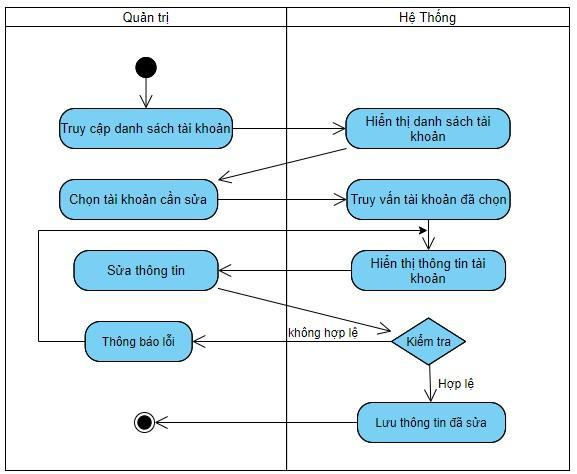 Quản trị
Hệ Thống
Truy cập danh sách tài khoản
Hiển thị danh sách tài
khoản
Chọn tài khoản cần sửa
Truy vấn tài khoản đã chọn
Sửa thông tin
Hiển thị thông tin tài
khoản
Thông báo lỗi
không hợp lệ
Kiểm tra
Hợp lệ
Lưu thông tin đã sửa